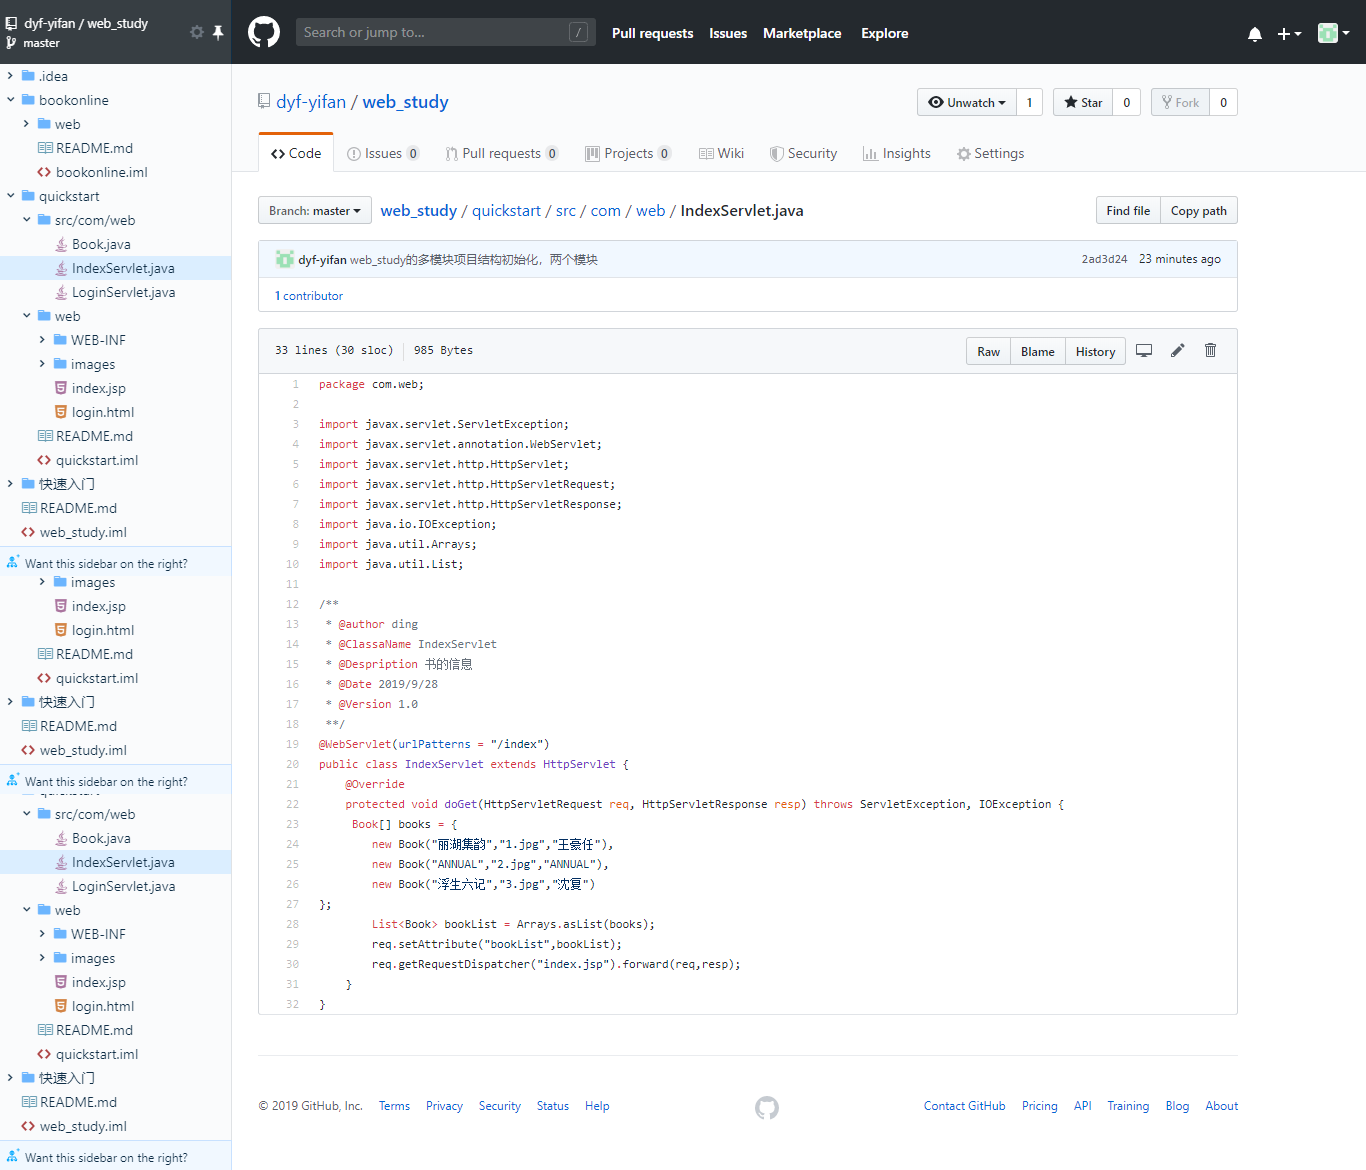 dyf-yifan / web_study
master
.idea
bookonline
web
README.md
bookonline.iml
quickstart
src/com/web
Book.java
IndexServlet.java
LoginServlet.java
web
WEB-INF
images
index.jsp
login.html
README.md
quickstart.iml
快速入门
README.md
web_study.iml
Want this sidebar on the right?
images
index.jsp
login.html
README.md
quickstart.iml
快速入门
README.md
web_study.iml
Want this sidebar on the right?
src/com/web
Book.java
IndexServlet.java
LoginServlet.java
web
WEB-INF
images
index.jsp
login.html
README.md
quickstart.iml
快速入门
README.md
web_study.iml
Want this sidebar on the right?
Search or jump to... / Pull requests Issues Marketplace Explore
dyf-yifan / web_study Unwatch 1 Star 0 Fork 0
Code Issues 0 Pull requests 0 Projects 0 Wiki Security Insights Settings
Branch: master web_study / quickstart / src / com / web / IndexServlet.java Find file Copy path
dyf-yifan web_study的多模块项目结构初始化，两个模块 2ad3d24 23 minutes ago
1 contributor
33 lines (30 sloc) 985 Bytes Raw Blame History
1 package com.web;
2
3 import javax.servlet.ServletException;
4 import javax.servlet.annotation.WebServlet;
5 import javax.servlet.http.HttpServlet;
6 import javax.servlet.http.HttpServletRequest;
7 import javax.servlet.http.HttpServletResponse;
8 import java.io.IOException;
9 import java.util.Arrays;
10 import java.util.List;
11
12 /**
13 * @author ding
14 * @ClassaName IndexServlet
15 * @Despription 书的信息
16 * @Date 2019/9/28
17 * @Version 1.0
18 **/
19 @WebServlet(urlPatterns = "/index")
20 public class IndexServlet extends HttpServlet {
21 @Override
22 protected void doGet(HttpServletRequest req, HttpServletResponse resp) throws ServletException, IOException {
23 Book[] books = {
24 new Book("丽湖集韵","1.jpg","王豪任"),
25 new Book("ANNUAL","2.jpg","ANNUAL"),
26 new Book("浮生六记","3.jpg","沈复")
27 };
28 List<Book> bookList = Arrays.asList(books);
29 req.setAttribute("bookList",bookList);
30 req.getRequestDispatcher("index.jsp").forward(req,resp);
31 }
32 }
© 2019 GitHub, Inc. Terms Privacy Security Status Help Contact GitHub Pricing API Training Blog About